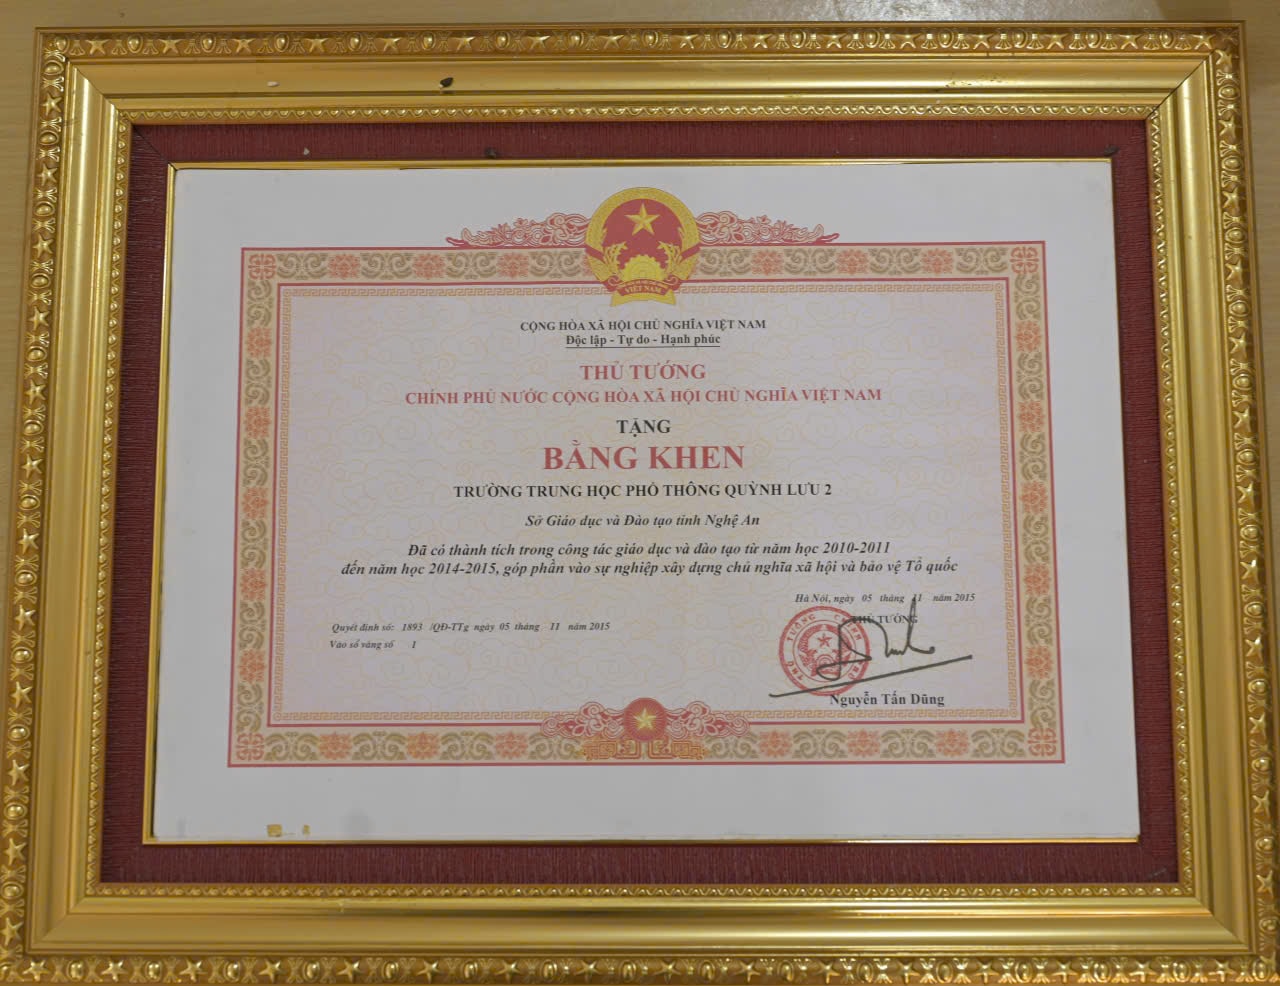 VIỆT NAM
CỘNG HÒA XÃ HỘI CHỦ NGHĨA VIỆT NAM
Độc lập - Tự do - Hạnh phúc
THỦ TƯỚNG
CHÍNH PHỦ NƯỚC CỘNG HÒA XÃ HỘI CHỦ NGHĨA VIỆT NAM
TẶNG
BẰNG KHEN
TRƯỜNG TRUNG HỌC PHỔ THÔNG QUỲNH LƯU 2
Sở Giáo dục và Đào tạo tỉnh Nghệ An
Đã có thành tích trong công tác giáo dục và đào tạo từ năm học 2010-2011
đến năm học 2014-2015, góp phần vào sự nghiệp xây dựng chủ nghĩa xã hội và bảo vệ Tổ quốc
Hà Nội, ngày 05 tháng 11 năm 2015
THỦ TƯỚNG
Quyết định số: 1893 /QĐ-TTg ngày 05 tháng 11 năm 2015
Vào sổ vàng số 1
THỦ TƯỚNG CHÍNH PHỦ
Nguyễn Tấn Dũng